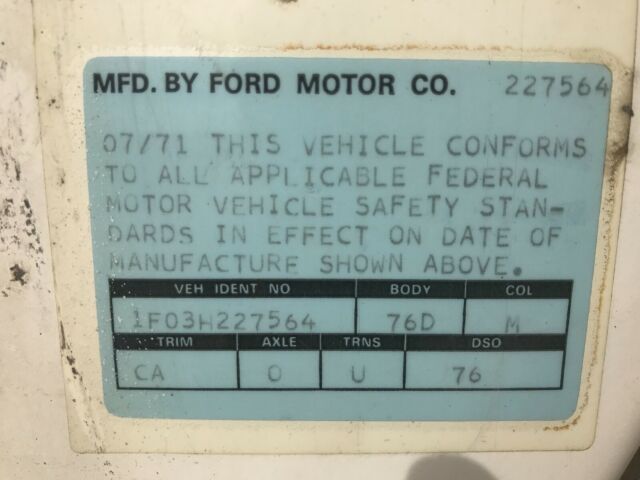 MFD. BY FORD MOTOR CO. 227564
07/71 THIS VEHICLE CONFORMS
TO ALL APPLICABLE FEDERAL
MOTOR VEHICLE SAFETY STAN-
DARDS IN EFFECT ON DATE OF
MANUFACTURE SHOWN ABOVE.
VEH IDENT NO BODY COL
1F03H227564 76D M
TRIM AXLE TRNS DSO
CA O U 76